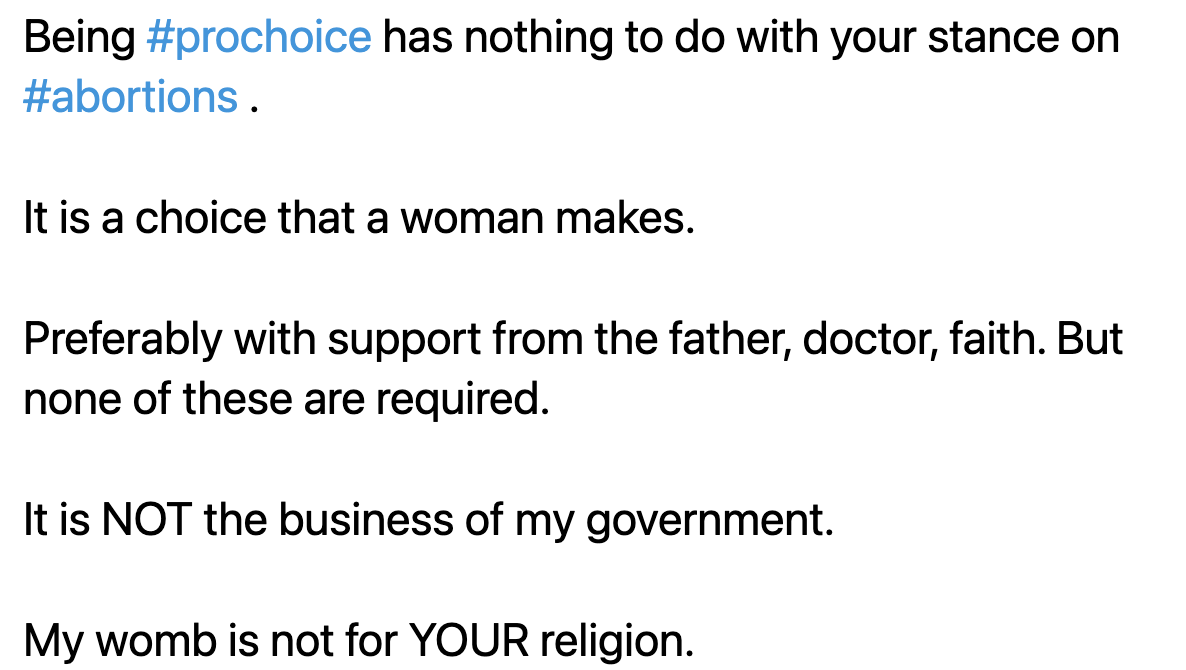 Being #prochoice has nothing to do with your stance on
#abortions .
It is a choice that a woman makes.
Preferably with support from the father, doctor, faith. But
none of these are required.
It is NOT the business of my government.
My womb is not for YOUR religion.